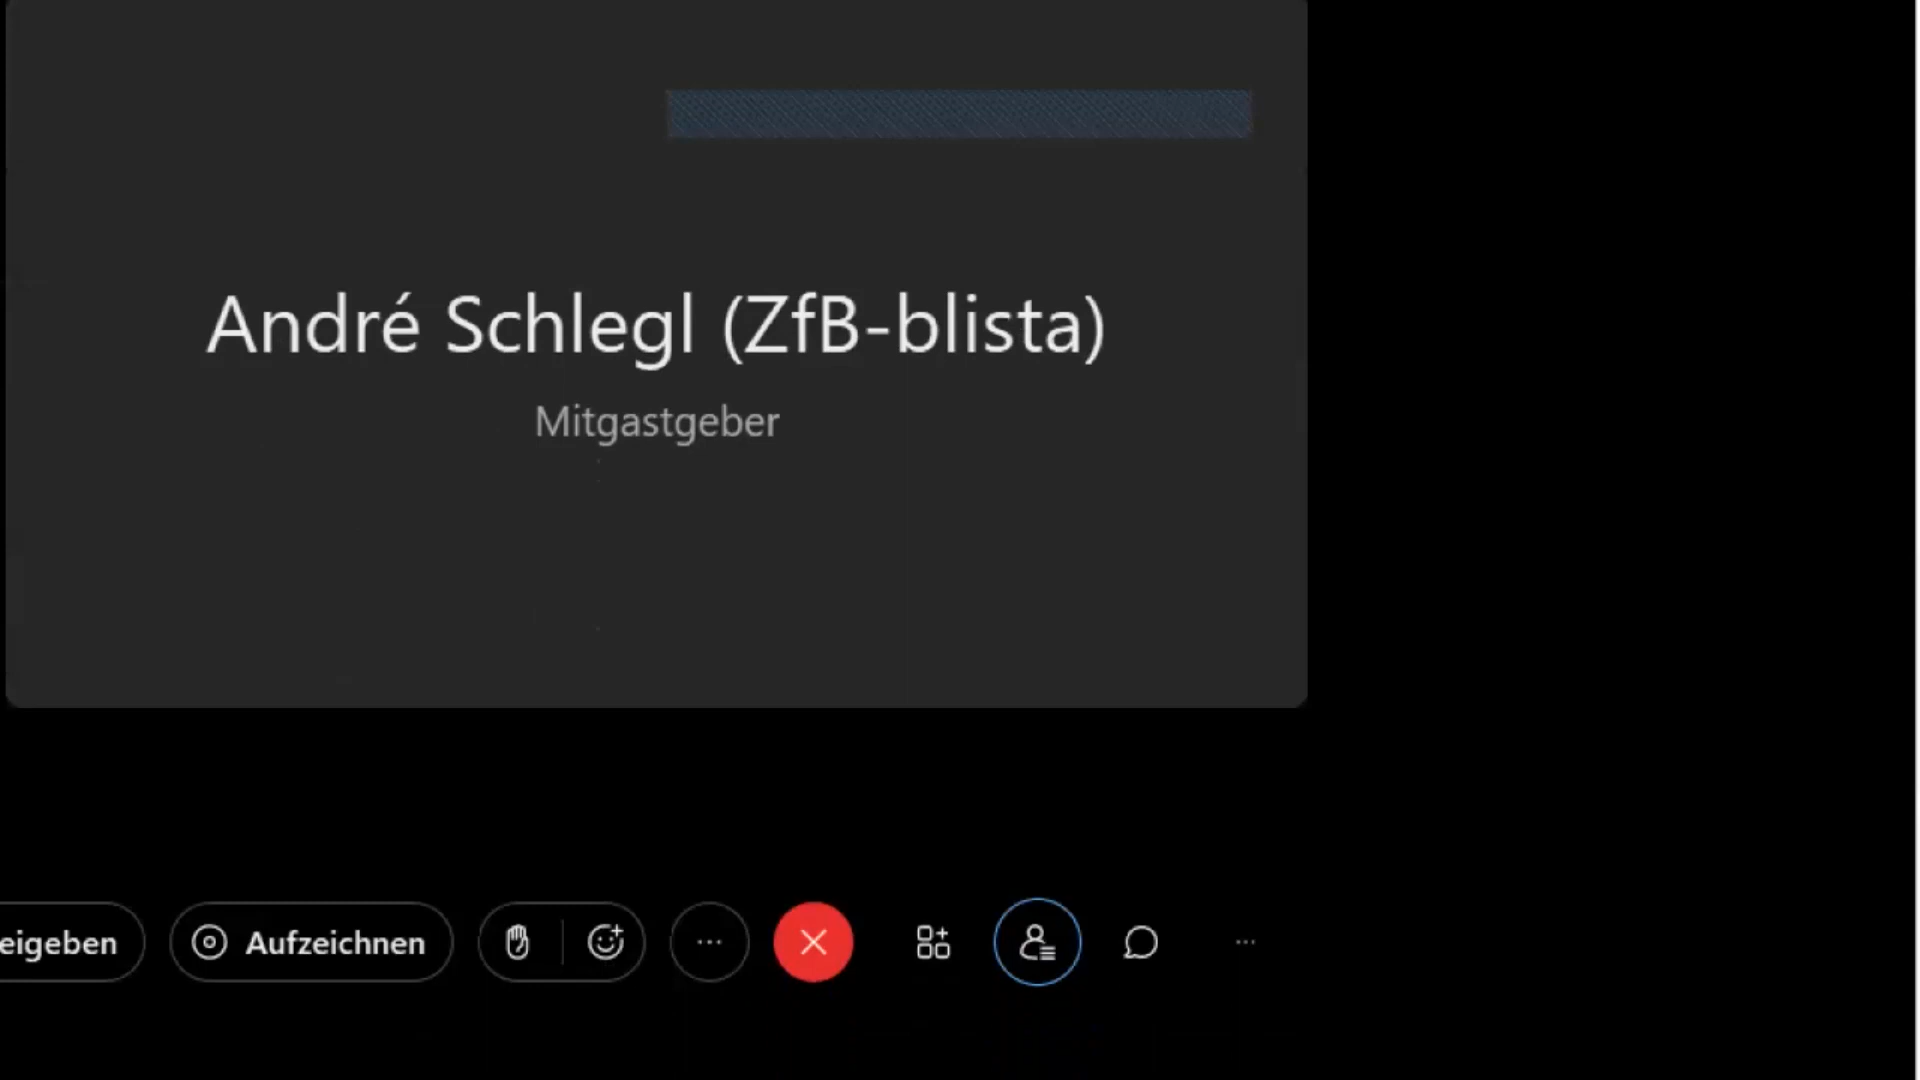 André Schlegl (ZfB-blista)
Mitgastgeber
eigeben
Aufzeichnen